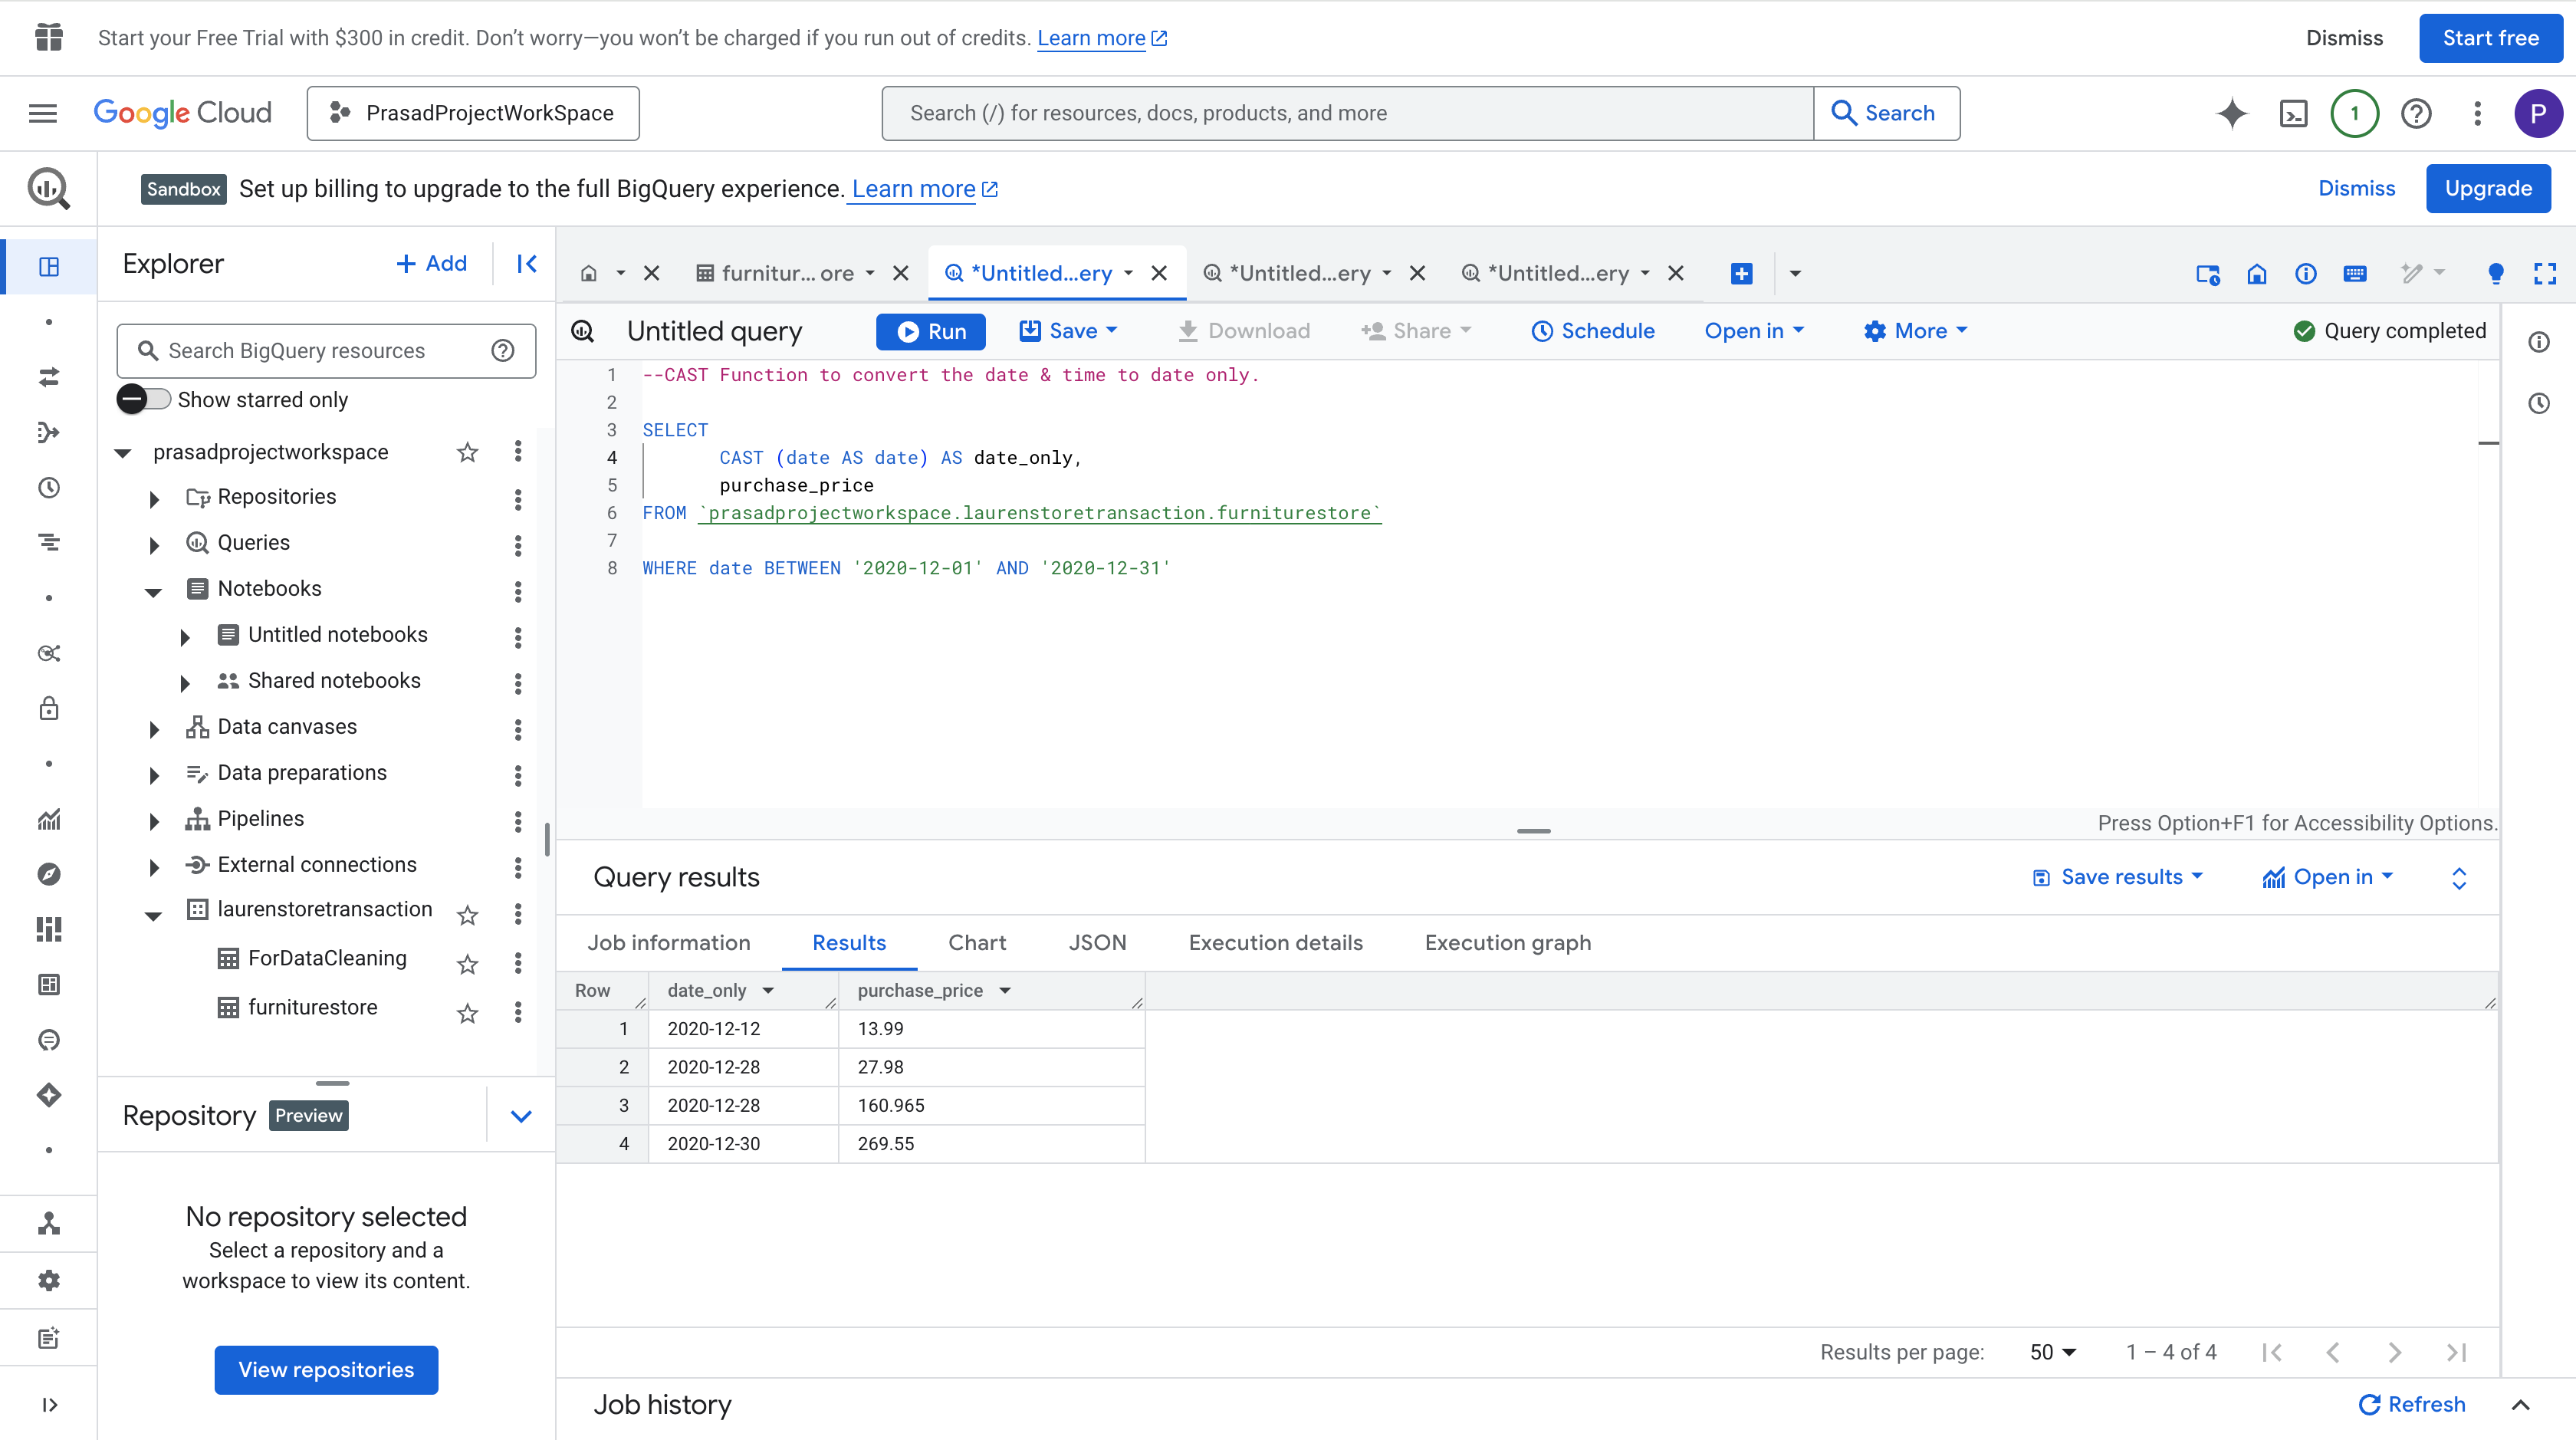 Start your Free Trial with $300 in credit. Don’t worry—you won’t be charged if you run out of credits. Learn more
Dismiss
Start free
Google Cloud
PrasadProjectWorkSpace
Search (/) for resources, docs, products, and more
Search
1
P
Sandbox
Set up billing to upgrade to the full BigQuery experience. Learn more
Dismiss
Upgrade
Explorer
Add
furnitur... ore
*Untitled...ery
*Untitled...ery
*Untitled...ery
Search BigQuery resources
Show starred only
prasadprojectworkspace
Repositories
Queries
Notebooks
Untitled notebooks
Shared notebooks
Data canvases
Data preparations
Pipelines
External connections
laurenstoretransaction
ForDataCleaning
furniturestore
Repository
Preview
No repository selected
Select a repository and a
workspace to view its content.
View repositories
Untitled query
Run
Save
Download
Share
Schedule
Open in
More
Query completed
1 --CAST Function to convert the date & time to date only.
2
3 SELECT
4 CAST (date AS date) AS date_only,
5 purchase_price
6 FROM `prasadprojectworkspace.laurenstoretransaction.furniturestore`
7
8 WHERE date BETWEEN '2020-12-01' AND '2020-12-31'
Press Option+F1 for Accessibility Options.
Query results
Save results
Open in
Job information
Results
Chart
JSON
Execution details
Execution graph
Row date_only purchase_price
1 2020-12-12 13.99
2 2020-12-28 27.98
3 2020-12-28 160.965
4 2020-12-30 269.55
Results per page: 50 1 – 4 of 4
Job history
Refresh